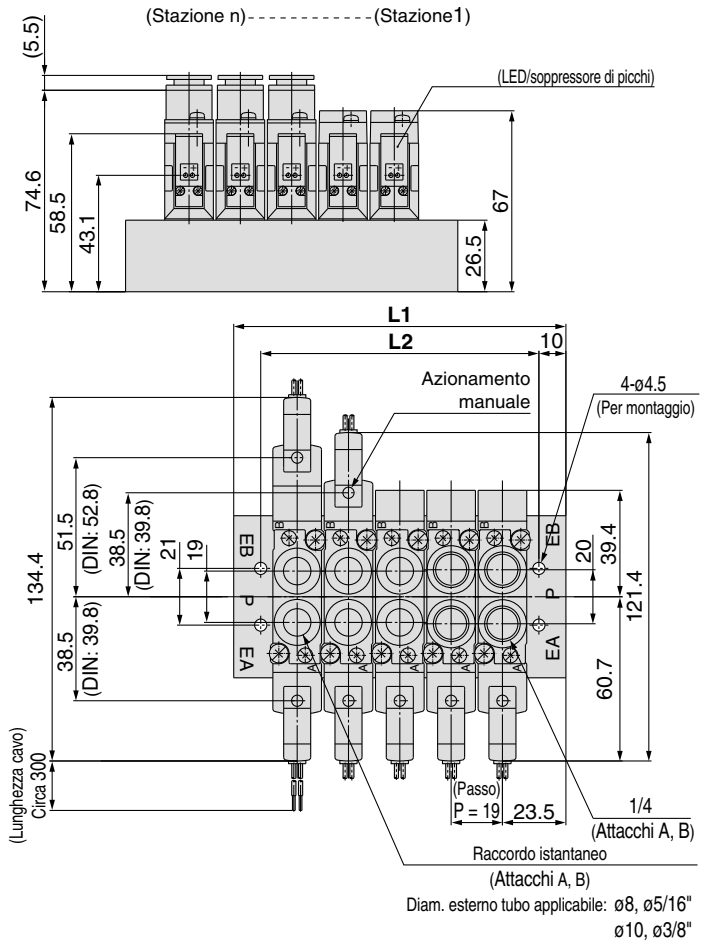 (Stazione n)-------------(Stazione1)
(5.5)
(LED/soppressore di picchi)
74.6
58.5
43.1
67
26.5
L1
L2
10
Azionamento
manuale
4-ø4.5
(Per montaggio)
134.4
51.5
(DIN: 52.8)
38.5
(DIN: 39.8)
21
19
38.5
(DIN: 39.8)
B
B
B
B
B
EB
P
EA
EB
P
EA
A
A
A
A
A
20
39.4
121.4
60.7
(Lunghezza cavo)
Circa 300
(Passo)
P = 19
23.5
1/4
(Attacchi A, B)
Raccordo istantaneo
(Attacchi A, B)
Diam. esterno tubo applicabile: ø8, ø5/16"
ø10, ø3/8"